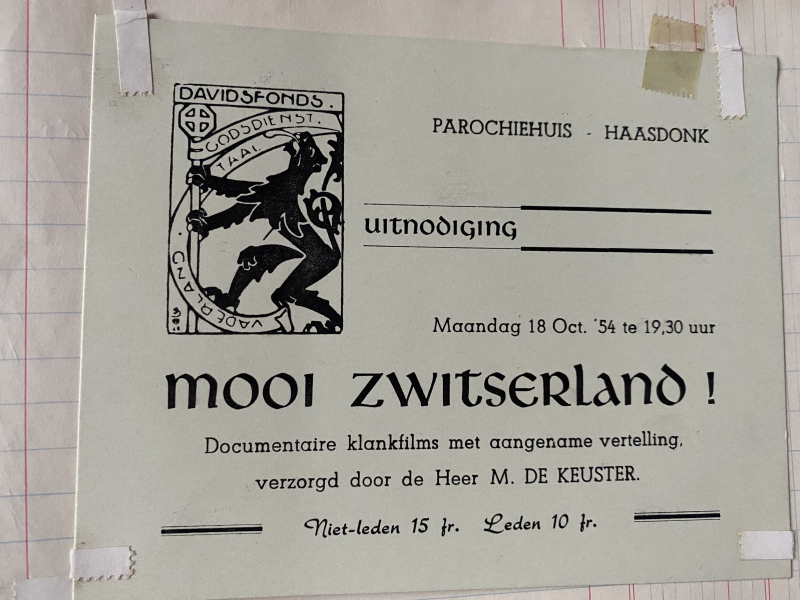 DAVIDSFONDS.
GODSDIENST.
TAAL
VADERLAND.
PAROCHIEHUIS - HAASDONK
uitnodiging
Maandag 18 Oct. '54 te 19,30 uur
mooi zwitserland !
Documentaire klankfilms met aangename vertelling,
verzorgd door de Heer M. DE KEUSTER.
Niet-leden 15 fr. Leden 10 fr.